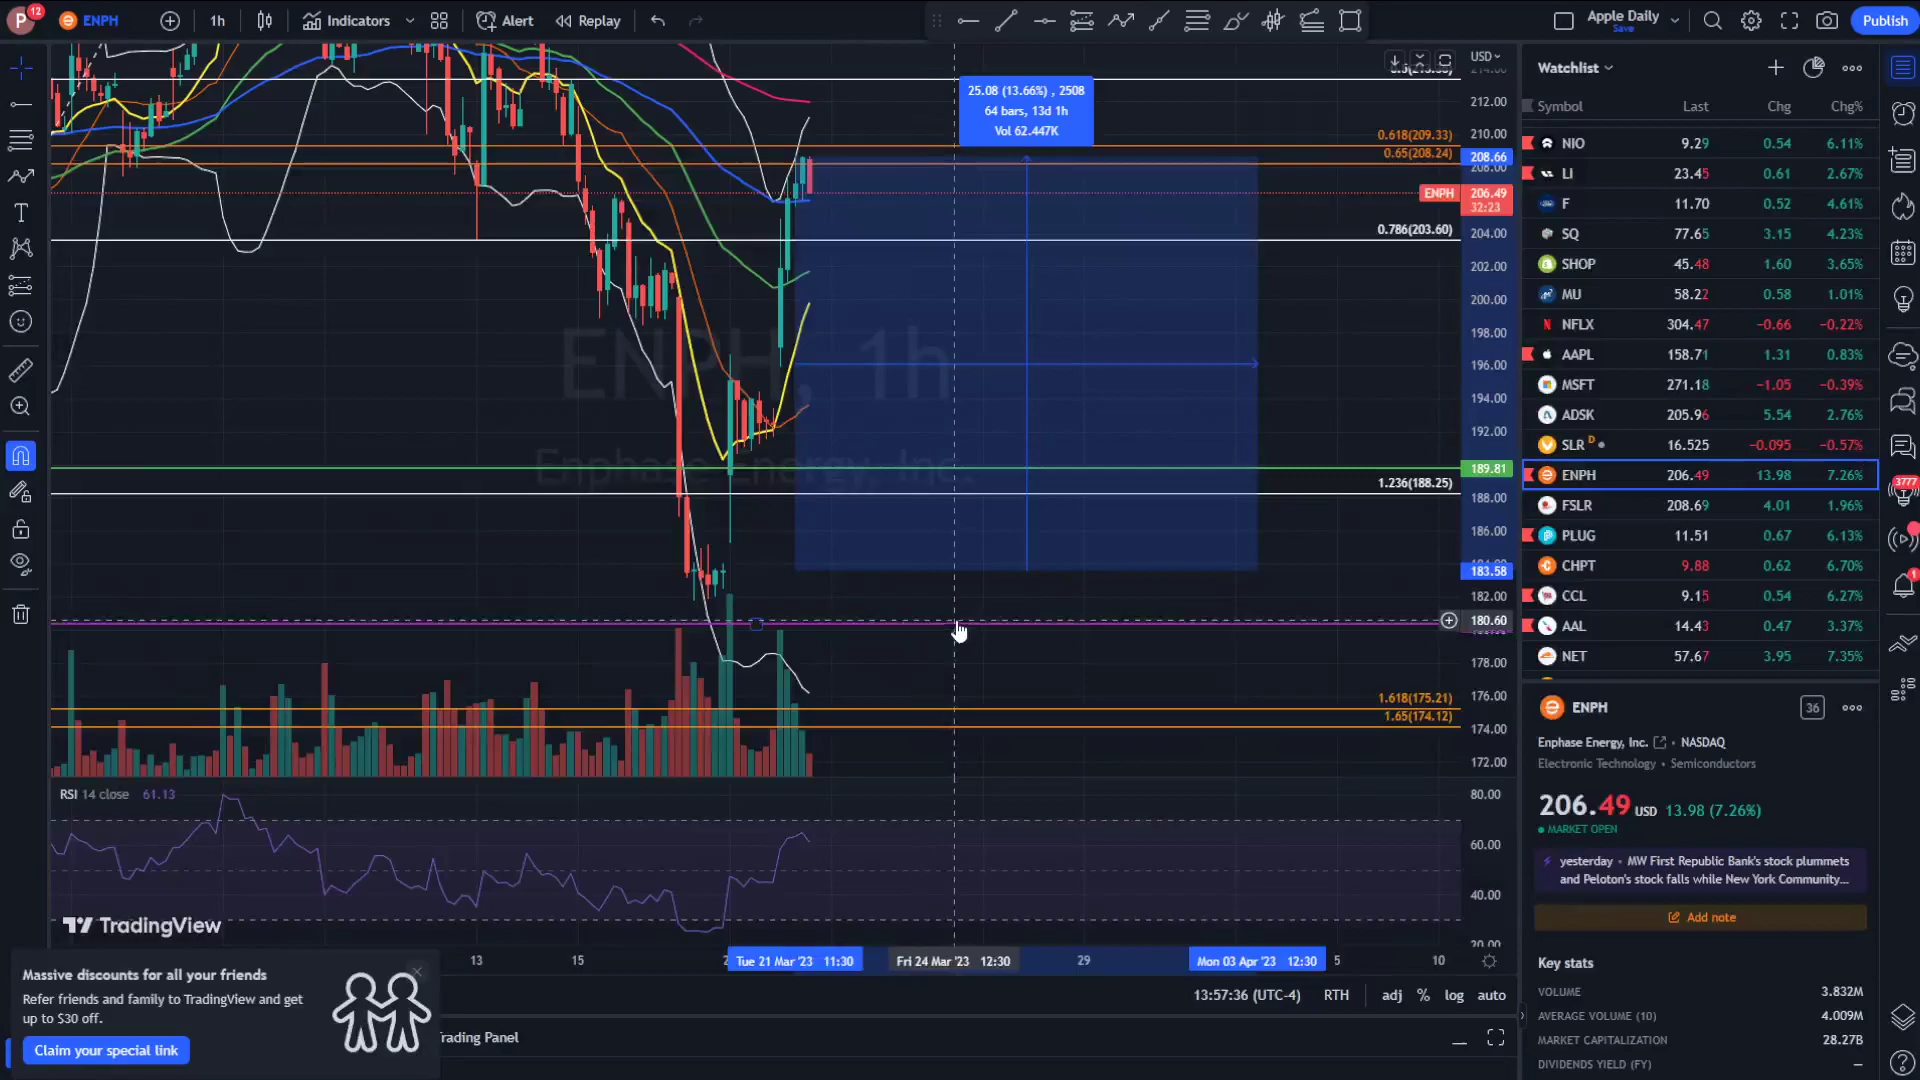 P 12 ENPH 1h Indicators Alert Replay
Apple Daily
Save
Publish
25.08 (13.66%) , 2508
64 bars, 13d 1h
Vol 62.447K
USD
214.00
212.00
210.00
0.618(209.33)
0.65(208.24)
208.66
208.00
ENPH 206.49
32:23
204.00
0.786(203.60)
202.00
200.00
198.00
196.00
194.00
192.00
189.81
1.236(188.25)
188.00
186.00
183.58
182.00
180.60
178.00
176.00
1.618(175.21)
1.65(174.12)
174.00
172.00
ENPH, 1h
Enphase Energy, Inc.
RSI 14 close 61.13
80.00
60.00
40.00
20.00
TradingView
13 15 Tue 21 Mar '23 11:30 Fri 24 Mar '23 12:30 29 Mon 03 Apr '23 12:30 5 10
13:57:36 (UTC-4) RTH adj % log auto
Massive discounts for all your friends
Refer friends and family to TradingView and get
up to $30 off.
Claim your special link
rading Panel
Watchlist
Symbol Last Chg Chg%
NIO 9.29 0.54 6.11%
LI 23.45 0.61 2.67%
F 11.70 0.52 4.61%
SQ 77.65 3.15 4.23%
SHOP 45.48 1.60 3.65%
MU 58.22 0.58 1.01%
NFLX 304.47 −0.66 −0.22%
AAPL 158.71 1.31 0.83%
MSFT 271.18 −1.05 −0.39%
ADSK 205.96 5.54 2.76%
SLR D 16.525 −0.095 −0.57%
ENPH 206.49 13.98 7.26%
FSLR 208.69 4.01 1.96%
PLUG 11.51 0.67 6.13%
CHPT 9.88 0.62 6.70%
CCL 9.15 0.54 6.27%
AAL 14.43 0.47 3.37%
NET 57.67 3.95 7.35%
ENPH 36
Enphase Energy, Inc. • NASDAQ
Electronic Technology • Semiconductors
206.49 USD 13.98 (7.26%)
MARKET OPEN
yesterday • MW First Republic Bank's stock plummets
and Peloton's stock falls while New York Community...
Add note
Key stats
VOLUME 3.832M
AVERAGE VOLUME (10) 4.009M
MARKET CAPITALIZATION 28.27B
DIVIDENDS YIELD (FY) —
3777
1